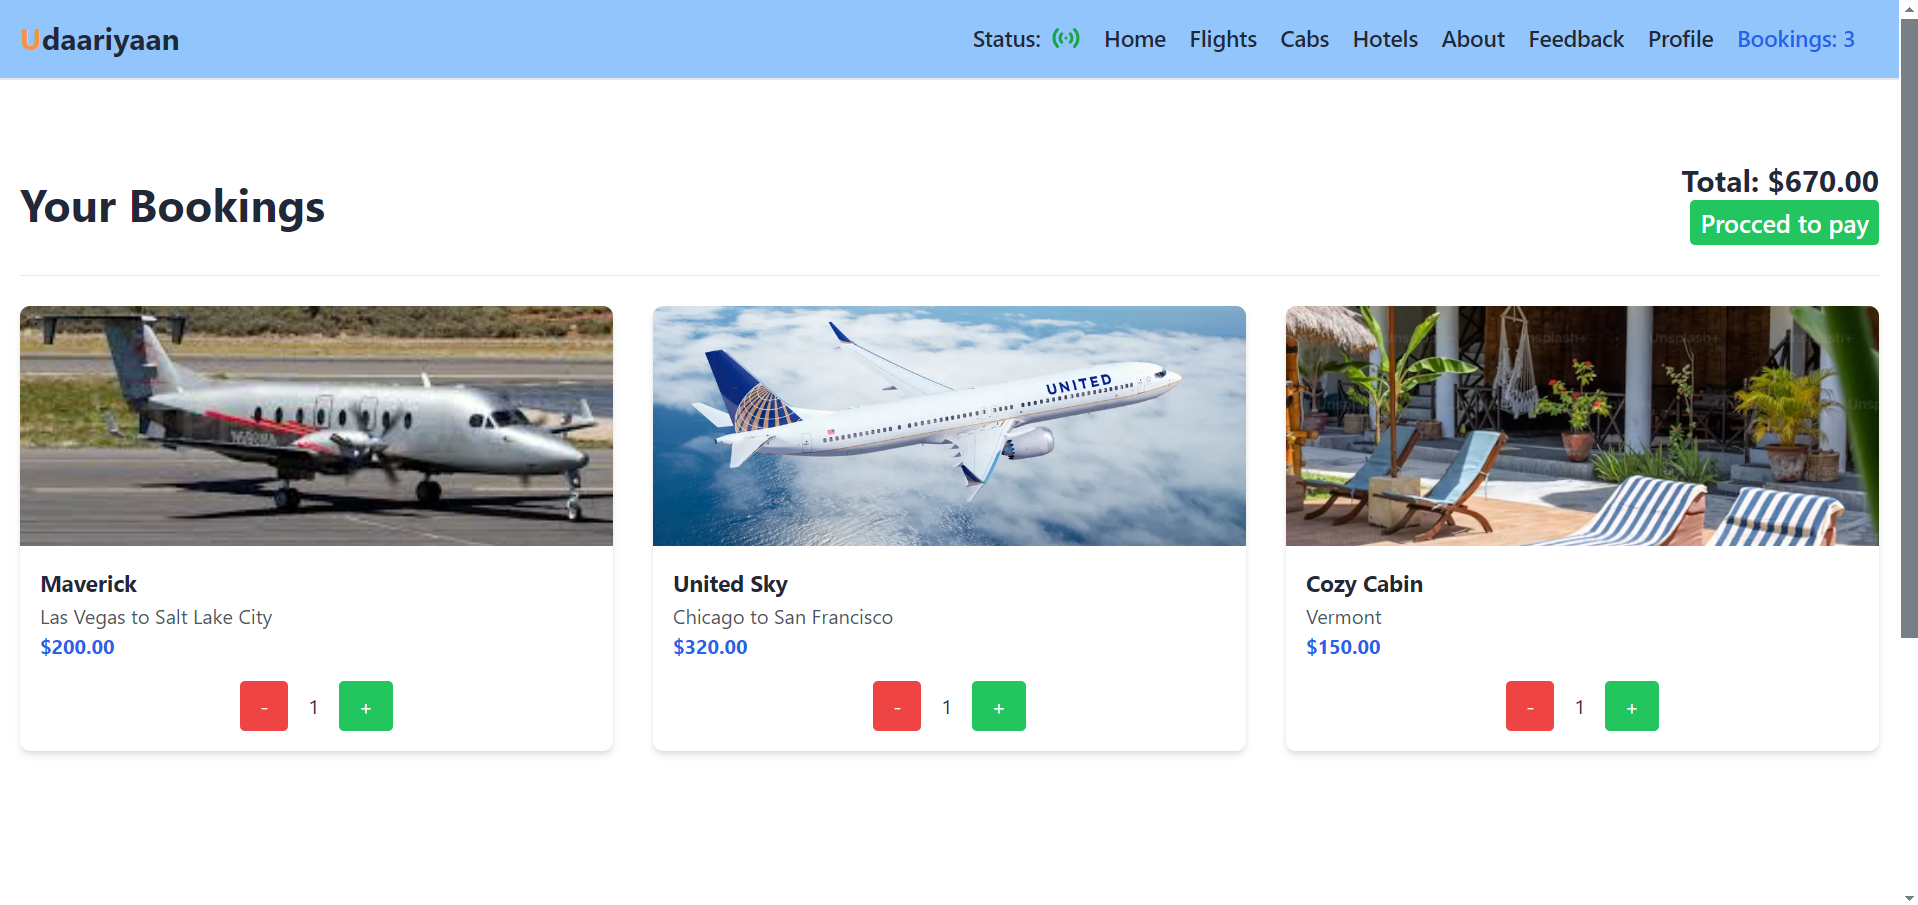 Udaariyaan
Status: Home Flights Cabs Hotels About Feedback Profile Bookings: 3
Your Bookings
Total: $670.00
Procced to pay
UNITED
Unsplash+
Maverick
Las Vegas to Salt Lake City
$200.00
- 1 +
United Sky
Chicago to San Francisco
$320.00
- 1 +
Cozy Cabin
Vermont
$150.00
- 1 +